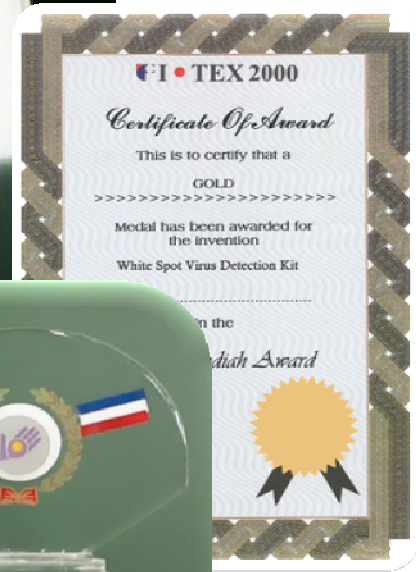 I • TEX 2000
Certificate Of Award
This is to certify that a
GOLD
>>>>>>>>>>>>>>>>>>>>>>>
Medal has been awarded for
the invention
White Spot Virus Detection Kit
the
Award